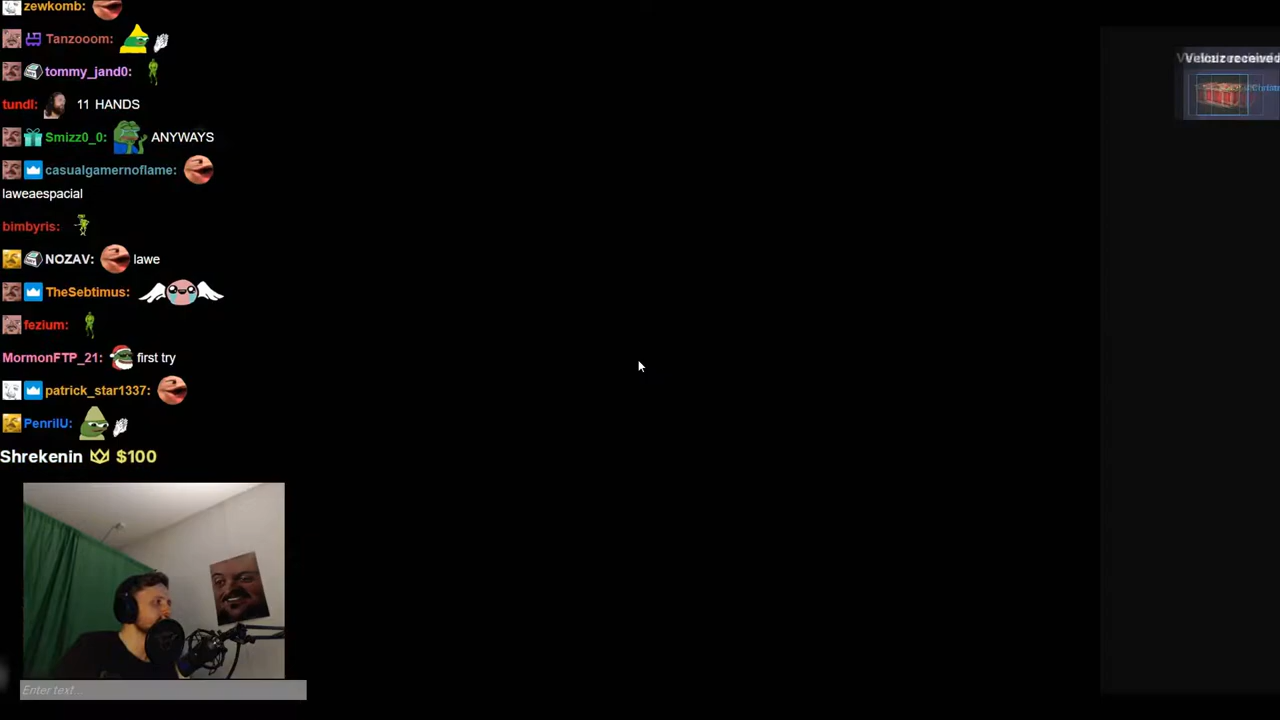 zewkomb:
Tanzooom:
tommy_jand0:
tundl: 11 HANDS
Smizz0_0: ANYWAYS
casualgamernoflame:
laweaespacial
bimbyris:
NOZAV: lawe
TheSebtimus:
fezium:
MormonFTP_21: first try
patrick_star1337:
PenrilU:
Shrekenin $100
Enter text...
received